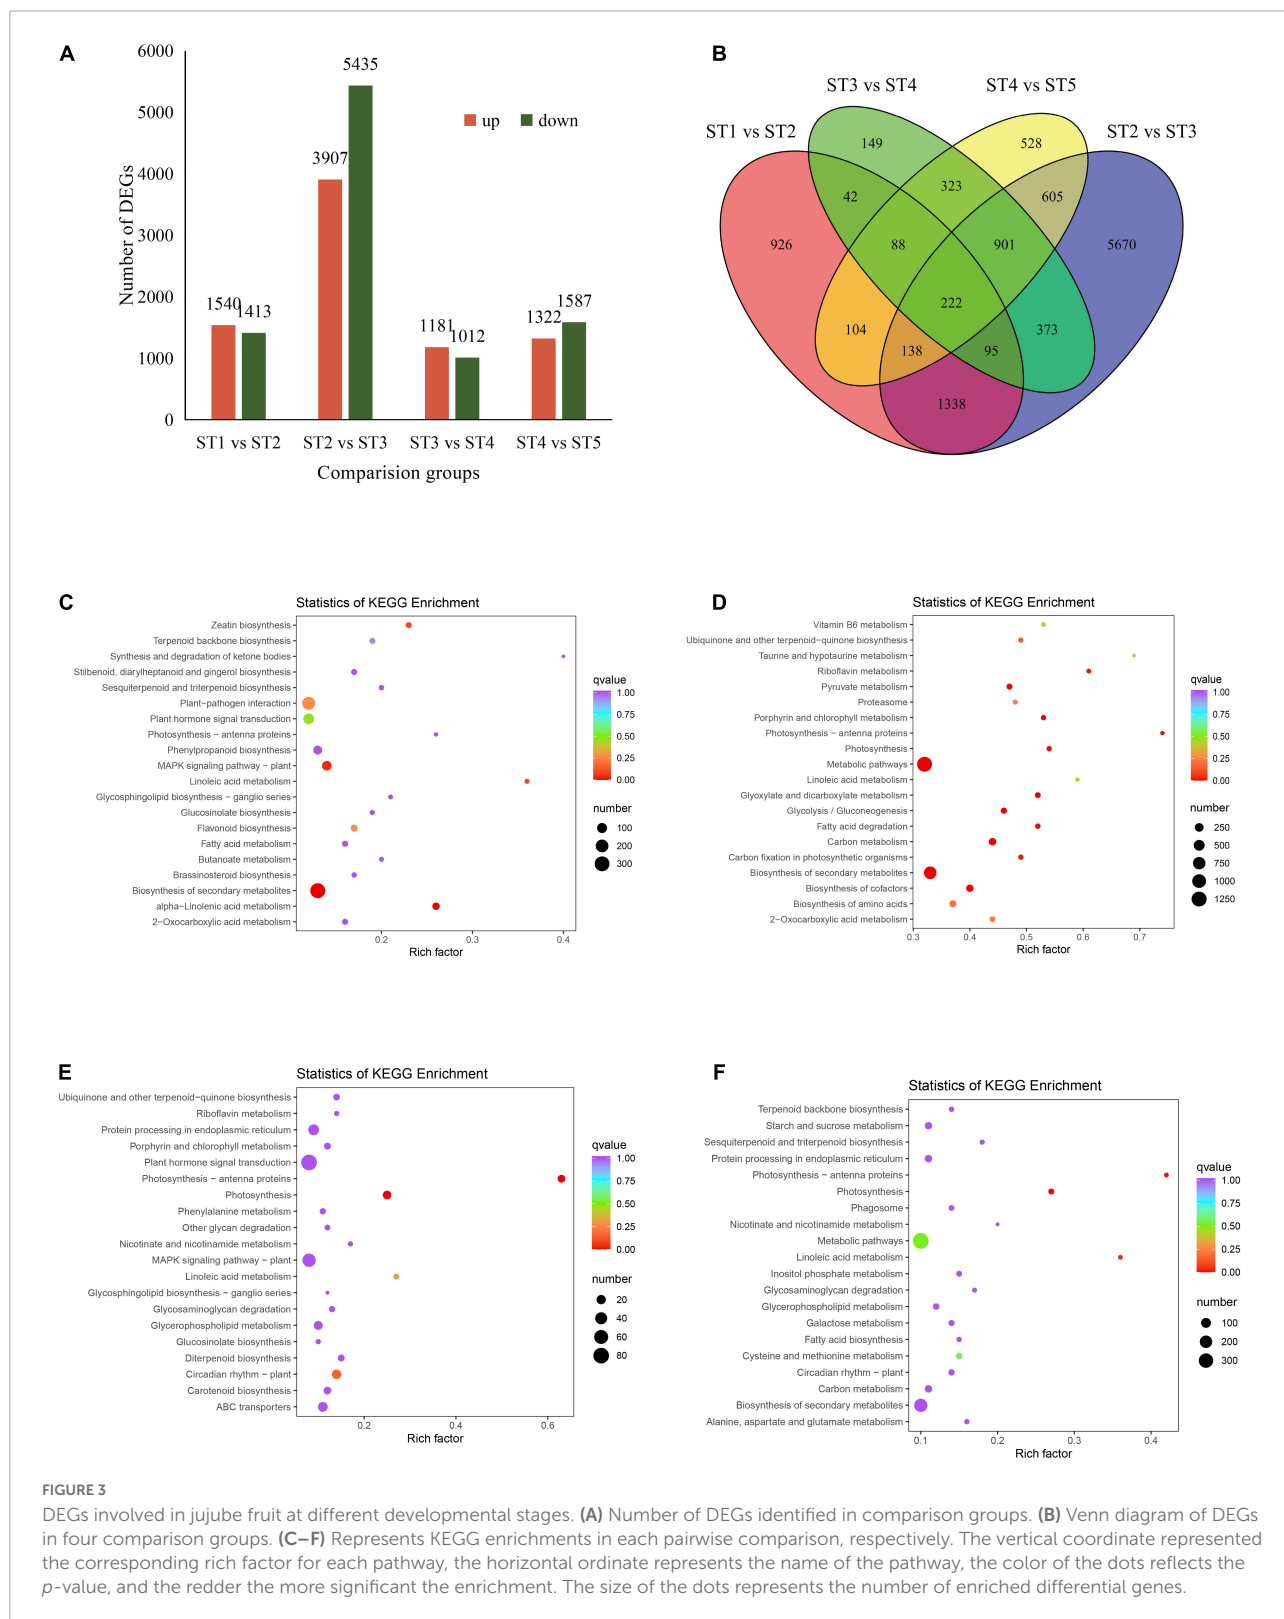 A
6000
5000
4000
3000
2000
1000
0
Number of DEGs
1540
1413
3907
5435
1181
1012
1322
1587
up
down
ST1 vs ST2
ST2 vs ST3
ST3 vs ST4
ST4 vs ST5
Comparision groups
B
ST3 vs ST4
ST4 vs ST5
ST1 vs ST2
ST2 vs ST3
149
528
42
323
605
926
88
901
5670
222
104
373
138
95
1338
C
Statistics of KEGG Enrichment
Zeatin biosynthesis
Terpenoid backbone biosynthesis
Synthesis and degradation of ketone bodies
Stilbenoid, diarylheptanoid and gingerol biosynthesis
Sesquiterpenoid and triterpenoid biosynthesis
Plant−pathogen interaction
Plant hormone signal transduction
Photosynthesis − antenna proteins
Phenylpropanoid biosynthesis
MAPK signaling pathway − plant
Linoleic acid metabolism
Glycosphingolipid biosynthesis − ganglio series
Glucosinolate biosynthesis
Flavonoid biosynthesis
Fatty acid metabolism
Butanoate metabolism
Brassinosteroid biosynthesis
Biosynthesis of secondary metabolites
alpha−Linolenic acid metabolism
2−Oxocarboxylic acid metabolism
0.2
0.3
0.4
Rich factor
qvalue
1.00
0.75
0.50
0.25
0.00
number
100
200
300
D
Statistics of KEGG Enrichment
Vitamin B6 metabolism
Ubiquinone and other terpenoid−quinone biosynthesis
Taurine and hypotaurine metabolism
Riboflavin metabolism
Pyruvate metabolism
Proteasome
Porphyrin and chlorophyll metabolism
Photosynthesis − antenna proteins
Photosynthesis
Metabolic pathways
Linoleic acid metabolism
Glyoxylate and dicarboxylate metabolism
Glycolysis / Gluconeogenesis
Fatty acid degradation
Carbon metabolism
Carbon fixation in photosynthetic organisms
Biosynthesis of secondary metabolites
Biosynthesis of cofactors
Biosynthesis of amino acids
2−Oxocarboxylic acid metabolism
0.3
0.4
0.5
0.6
0.7
Rich factor
qvalue
1.00
0.75
0.50
0.25
0.00
number
250
500
750
1000
1250
E
Statistics of KEGG Enrichment
Ubiquinone and other terpenoid−quinone biosynthesis
Riboflavin metabolism
Protein processing in endoplasmic reticulum
Porphyrin and chlorophyll metabolism
Plant hormone signal transduction
Photosynthesis − antenna proteins
Photosynthesis
Phenylalanine metabolism
Other glycan degradation
Nicotinate and nicotinamide metabolism
MAPK signaling pathway − plant
Linoleic acid metabolism
Glycosphingolipid biosynthesis − ganglio series
Glycosaminoglycan degradation
Glycerophospholipid metabolism
Glucosinolate biosynthesis
Diterpenoid biosynthesis
Circadian rhythm − plant
Carotenoid biosynthesis
ABC transporters
0.2
0.4
0.6
Rich factor
qvalue
1.00
0.75
0.50
0.25
0.00
number
20
40
60
80
F
Statistics of KEGG Enrichment
Terpenoid backbone biosynthesis
Starch and sucrose metabolism
Sesquiterpenoid and triterpenoid biosynthesis
Protein processing in endoplasmic reticulum
Photosynthesis − antenna proteins
Photosynthesis
Phagosome
Nicotinate and nicotinamide metabolism
Metabolic pathways
Linoleic acid metabolism
Inositol phosphate metabolism
Glycosaminoglycan degradation
Glycerophospholipid metabolism
Galactose metabolism
Fatty acid biosynthesis
Cysteine and methionine metabolism
Circadian rhythm − plant
Carbon metabolism
Biosynthesis of secondary metabolites
Alanine, aspartate and glutamate metabolism
0.1
0.2
0.3
0.4
Rich factor
qvalue
1.00
0.75
0.50
0.25
0.00
number
100
200
300
FIGURE 3
DEGs involved in jujube fruit at different developmental stages. (A) Number of DEGs identified in comparison groups. (B) Venn diagram of DEGs
in four comparison groups. (C–F) Represents KEGG enrichments in each pairwise comparison, respectively. The vertical coordinate represented
the corresponding rich factor for each pathway, the horizontal ordinate represents the name of the pathway, the color of the dots reflects the
p-value, and the redder the more significant the enrichment. The size of the dots represents the number of enriched differential genes.